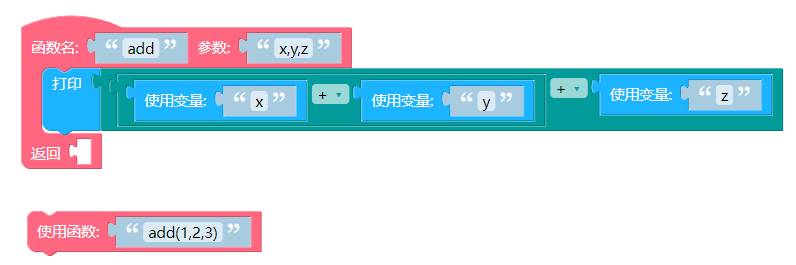 函数名: “ add ” 参数: “ x,y,z ”
打印 使用变量: “ x ” + 使用变量: “ y ” + 使用变量: “ z ”
返回
使用函数: “ add(1,2,3) ”